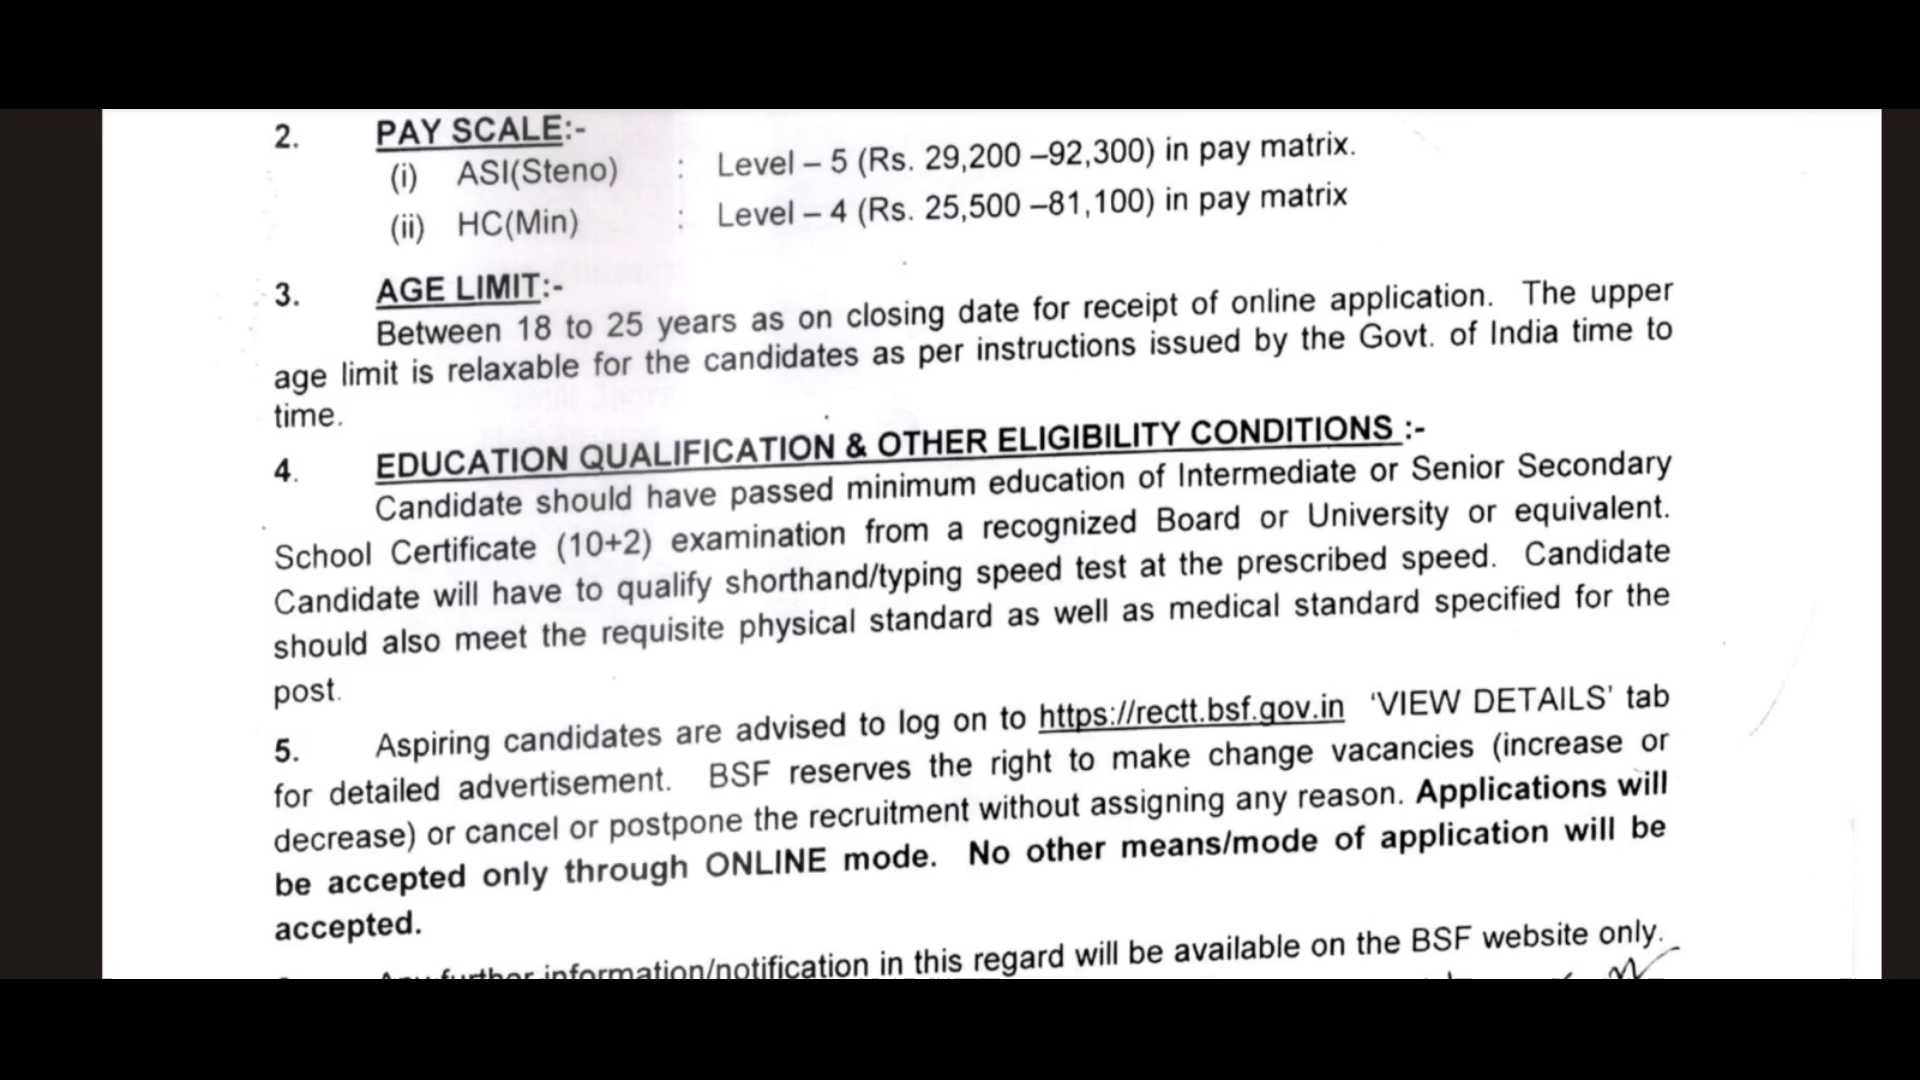 2. PAY SCALE:-
(i) ASI(Steno) : Level – 5 (Rs. 29,200 –92,300) in pay matrix.
(ii) HC(Min) : Level – 4 (Rs. 25,500 –81,100) in pay matrix
3. AGE LIMIT:-
Between 18 to 25 years as on closing date for receipt of online application. The upper
age limit is relaxable for the candidates as per instructions issued by the Govt. of India time to
time.
4. EDUCATION QUALIFICATION & OTHER ELIGIBILITY CONDITIONS :-
Candidate should have passed minimum education of Intermediate or Senior Secondary
School Certificate (10+2) examination from a recognized Board or University or equivalent.
Candidate will have to qualify shorthand/typing speed test at the prescribed speed. Candidate
should also meet the requisite physical standard as well as medical standard specified for the
post.
5. Aspiring candidates are advised to log on to https://rectt.bsf.gov.in 'VIEW DETAILS' tab
for detailed advertisement. BSF reserves the right to make change vacancies (increase or
decrease) or cancel or postpone the recruitment without assigning any reason. Applications will
be accepted only through ONLINE mode. No other means/mode of application will be
accepted.
Any further information/notification in this regard will be available on the BSF website only.